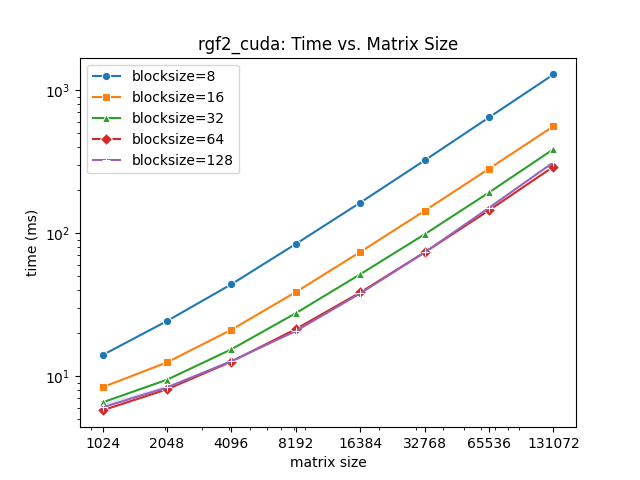 rgf2_cuda: Time vs. Matrix Size
blocksize=8
blocksize=16
blocksize=32
blocksize=64
blocksize=128
time (ms)
10³
10²
10¹
1024 2048 4096 8192 16384 32768 65536 131072
matrix size